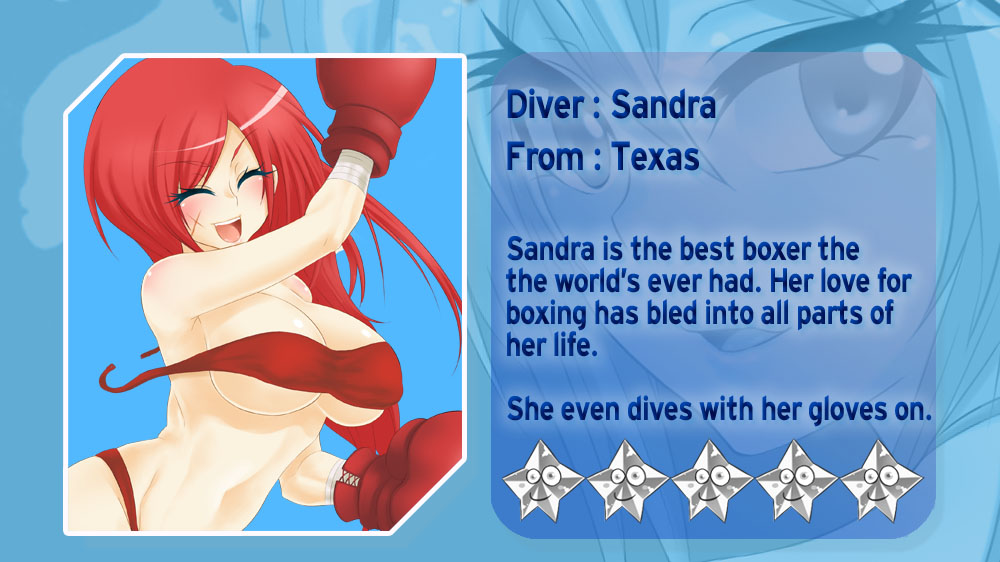 Diver : Sandra
From : Texas
Sandra is the best boxer the
the world's ever had. Her love for
boxing has bled into all parts of
her life.
She even dives with her gloves on.